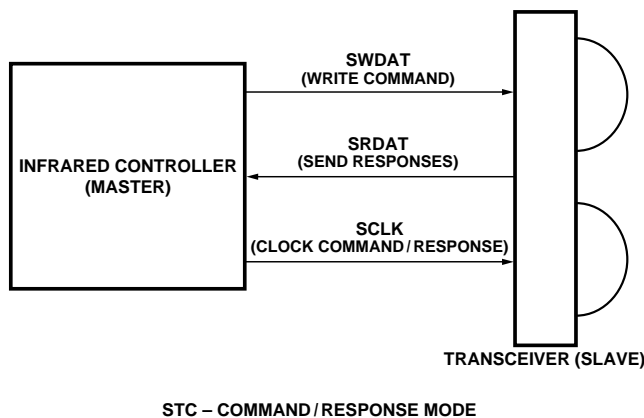 SWDAT
(WRITE COMMAND)
SRDAT
(SEND RESPONSES)
INFRARED CONTROLLER
(MASTER)
SCLK
(CLOCK COMMAND/RESPONSE)
TRANSCEIVER (SLAVE)
STC – COMMAND/RESPONSE MODE